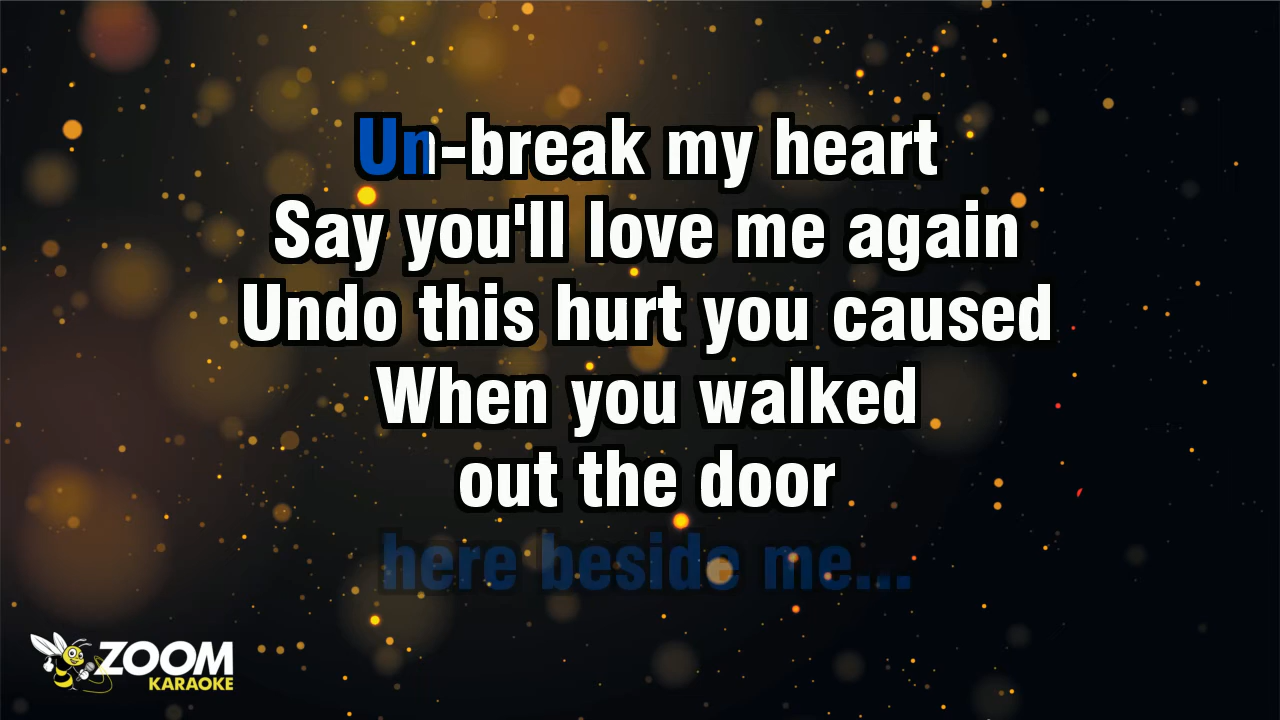 Un-break my heart
Say you'll love me again
Undo this hurt you caused
When you walked
out the door
here beside me...
ZOOM
KARAOKE